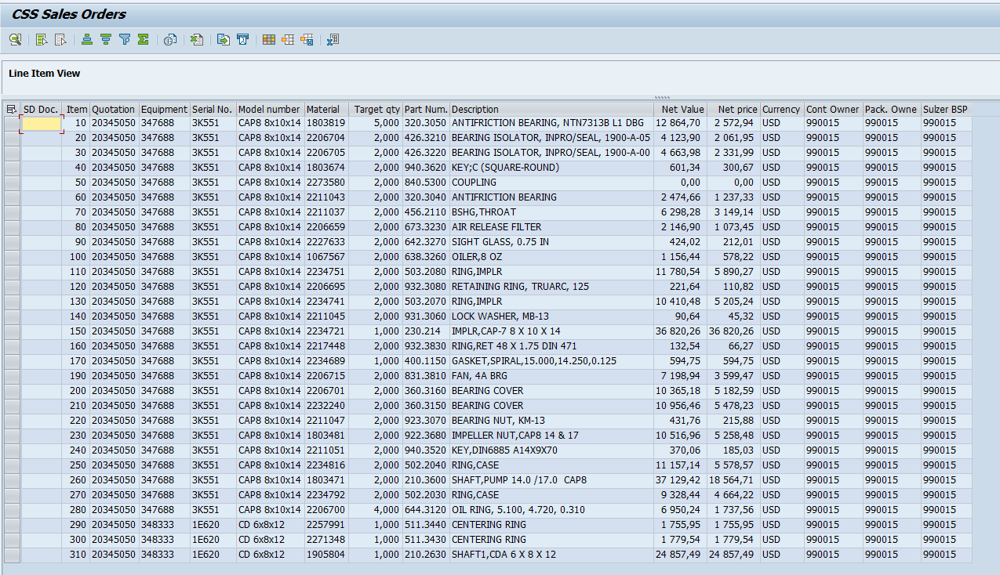 CSS Sales Orders
Line Item View
SD Doc. Item Quotation Equipment Serial No. Model number Material Target qty Part Num. Description Net Value Net price Currency Cont Owner Pack. Owne Sulzer BSP
10 20345050 347688 3K551 CAP8 8x10x14 1803819 5,000 320.3050 ANTIFRICTION BEARING, NTN7313B L1 DBG 12 864,70 2 572,94 USD 990015 990015 990015
20 20345050 347688 3K551 CAP8 8x10x14 2206704 2,000 426.3210 BEARING ISOLATOR, INPRO/SEAL, 1900-A-05 4 123,90 2 061,95 USD 990015 990015 990015
30 20345050 347688 3K551 CAP8 8x10x14 2206705 2,000 426.3220 BEARING ISOLATOR, INPRO/SEAL, 1900-A-00 4 663,98 2 331,99 USD 990015 990015 990015
40 20345050 347688 3K551 CAP8 8x10x14 1803674 2,000 940.3620 KEY;C (SQUARE-ROUND) 601,34 300,67 USD 990015 990015 990015
50 20345050 347688 3K551 CAP8 8x10x14 2273580 2,000 840.5300 COUPLING 0,00 0,00 USD 990015 990015 990015
60 20345050 347688 3K551 CAP8 8x10x14 2211043 2,000 320.3040 ANTIFRICTION BEARING 2 474,66 1 237,33 USD 990015 990015 990015
70 20345050 347688 3K551 CAP8 8x10x14 2211037 2,000 456.2110 BSHG,THROAT 6 298,28 3 149,14 USD 990015 990015 990015
80 20345050 347688 3K551 CAP8 8x10x14 2206659 2,000 673.3230 AIR RELEASE FILTER 2 146,90 1 073,45 USD 990015 990015 990015
90 20345050 347688 3K551 CAP8 8x10x14 2227633 2,000 642.3270 SIGHT GLASS, 0.75 IN 424,02 212,01 USD 990015 990015 990015
100 20345050 347688 3K551 CAP8 8x10x14 1067567 2,000 638.3260 OILER,8 OZ 1 156,44 578,22 USD 990015 990015 990015
110 20345050 347688 3K551 CAP8 8x10x14 2234751 2,000 503.2080 RING,IMPLR 11 780,54 5 890,27 USD 990015 990015 990015
120 20345050 347688 3K551 CAP8 8x10x14 2206695 2,000 932.3080 RETAINING RING, TRUARC, 125 221,64 110,82 USD 990015 990015 990015
130 20345050 347688 3K551 CAP8 8x10x14 2234741 2,000 503.2070 RING,IMPLR 10 410,48 5 205,24 USD 990015 990015 990015
140 20345050 347688 3K551 CAP8 8x10x14 2211045 2,000 931.3060 LOCK WASHER, MB-13 90,64 45,32 USD 990015 990015 990015
150 20345050 347688 3K551 CAP8 8x10x14 2234721 1,000 230.214 IMPLR,CAP-7 8 X 10 X 14 36 820,26 36 820,26 USD 990015 990015 990015
160 20345050 347688 3K551 CAP8 8x10x14 2217448 2,000 932.3830 RING,RET 48 X 1.75 DIN 471 132,54 66,27 USD 990015 990015 990015
170 20345050 347688 3K551 CAP8 8x10x14 2234689 1,000 400.1150 GASKET,SPIRAL,15.000,14.250,0.125 594,75 594,75 USD 990015 990015 990015
190 20345050 347688 3K551 CAP8 8x10x14 2206715 2,000 831.3810 FAN, 4A BRG 7 198,94 3 599,47 USD 990015 990015 990015
200 20345050 347688 3K551 CAP8 8x10x14 2206701 2,000 360.3160 BEARING COVER 10 365,18 5 182,59 USD 990015 990015 990015
210 20345050 347688 3K551 CAP8 8x10x14 2232240 2,000 360.3150 BEARING COVER 10 956,46 5 478,23 USD 990015 990015 990015
220 20345050 347688 3K551 CAP8 8x10x14 2211047 2,000 923.3070 BEARING NUT, KM-13 431,76 215,88 USD 990015 990015 990015
230 20345050 347688 3K551 CAP8 8x10x14 1803481 2,000 922.3680 IMPELLER NUT,CAP8 14 & 17 10 516,96 5 258,48 USD 990015 990015 990015
240 20345050 347688 3K551 CAP8 8x10x14 2211051 2,000 940.3520 KEY,DIN6885 A14X9X70 370,06 185,03 USD 990015 990015 990015
250 20345050 347688 3K551 CAP8 8x10x14 2234816 2,000 502.2040 RING,CASE 11 157,14 5 578,57 USD 990015 990015 990015
260 20345050 347688 3K551 CAP8 8x10x14 1803471 2,000 210.3600 SHAFT,PUMP 14.0 /17.0 CAP8 37 129,42 18 564,71 USD 990015 990015 990015
270 20345050 347688 3K551 CAP8 8x10x14 2234792 2,000 502.2030 RING,CASE 9 328,44 4 664,22 USD 990015 990015 990015
280 20345050 347688 3K551 CAP8 8x10x14 2206700 4,000 644.3120 OIL RING, 5.100, 4.720, 0.310 6 950,24 1 737,56 USD 990015 990015 990015
290 20345050 348333 1E620 CD 6x8x12 2257991 1,000 511.3440 CENTERING RING 1 755,95 1 755,95 USD 990015 990015 990015
300 20345050 348333 1E620 CD 6x8x12 2271348 1,000 511.3430 CENTERING RING 1 779,54 1 779,54 USD 990015 990015 990015
310 20345050 348333 1E620 CD 6x8x12 1905804 1,000 210.2630 SHAFT1,CDA 6 X 8 X 12 24 857,49 24 857,49 USD 990015 990015 990015